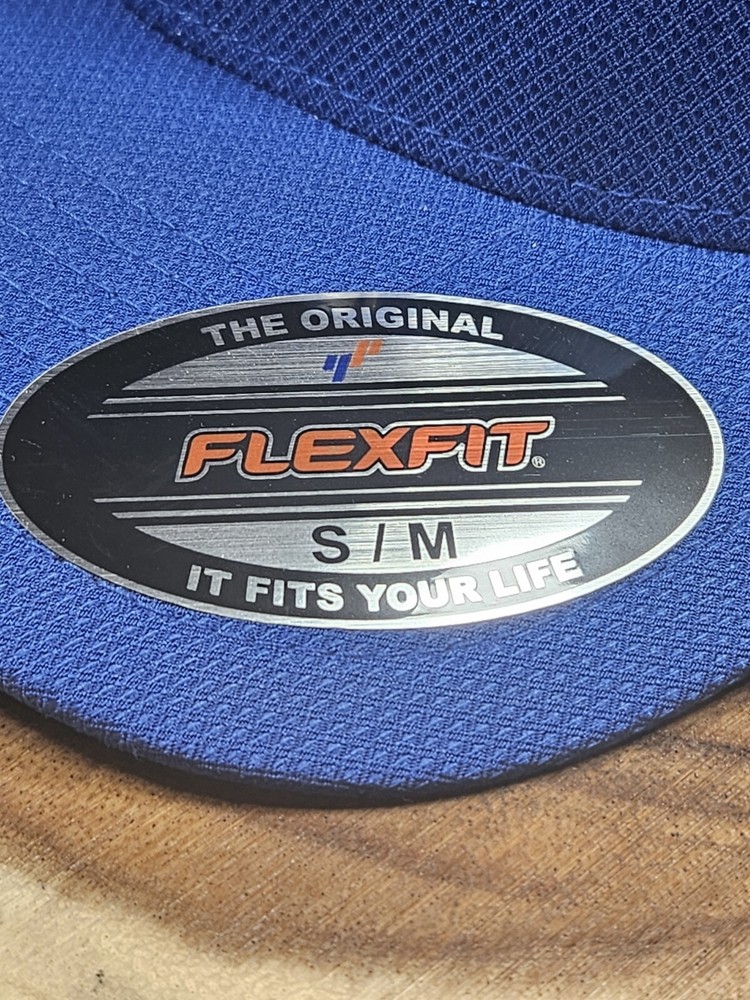 THE ORIGINAL
FLEXFIT®
S / M
IT FITS YOUR LIFE